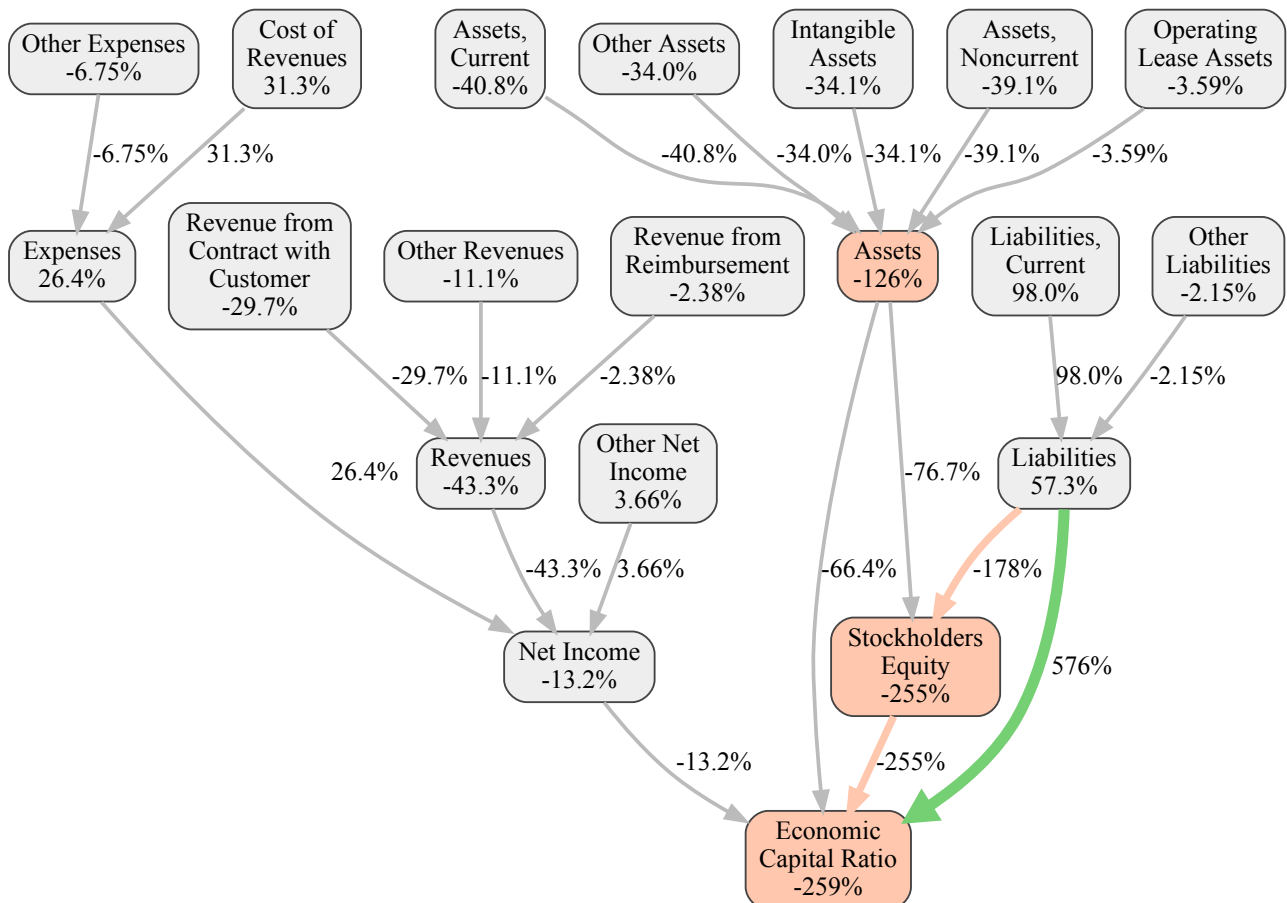 Other Expenses
-6.75%
Cost of
Revenues
31.3%
Assets,
Current
-40.8%
Other Assets
-34.0%
Intangible
Assets
-34.1%
Assets,
Noncurrent
-39.1%
Operating
Lease Assets
-3.59%
-6.75%
31.3%
-40.8%
-34.0%
-34.1%
-39.1%
-3.59%
Expenses
26.4%
Revenue from
Contract with
Customer
-29.7%
Other Revenues
-11.1%
Revenue from
Reimbursement
-2.38%
Assets
-126%
Liabilities,
Current
98.0%
Other
Liabilities
-2.15%
-29.7%
-11.1%
-2.38%
98.0%
-2.15%
26.4%
Revenues
-43.3%
Other Net
Income
3.66%
-76.7%
Liabilities
57.3%
-43.3%
3.66%
-66.4%
-178%
576%
Net Income
-13.2%
Stockholders
Equity
-255%
-13.2%
-255%
Economic
Capital Ratio
-259%